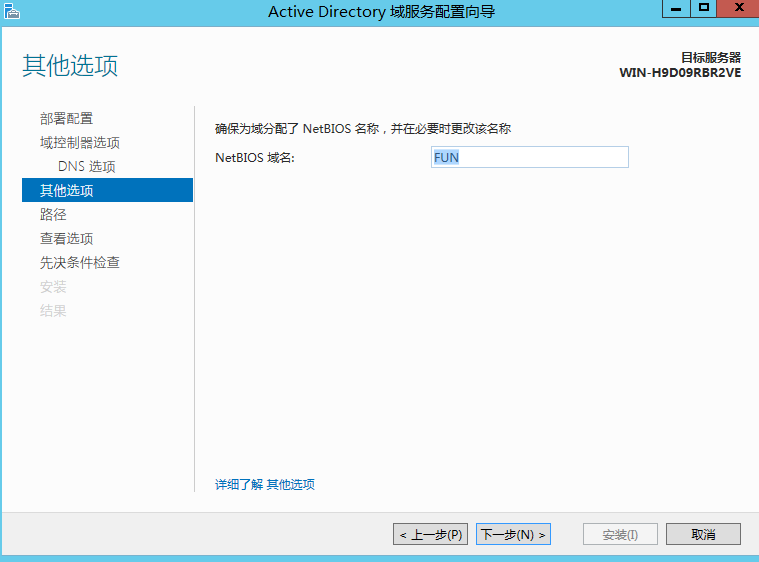 Active Directory 域服务配置向导
其他选项
目标服务器
WIN-H9D09RBR2VE
部署配置
域控制器选项
DNS 选项
其他选项
路径
查看选项
先决条件检查
安装
结果
确保为域分配了 NetBIOS 名称，并在必要时更改该名称
NetBIOS 域名:
FUN
详细了解 其他选项
< 上一步(P)
下一步(N) >
安装(I)
取消